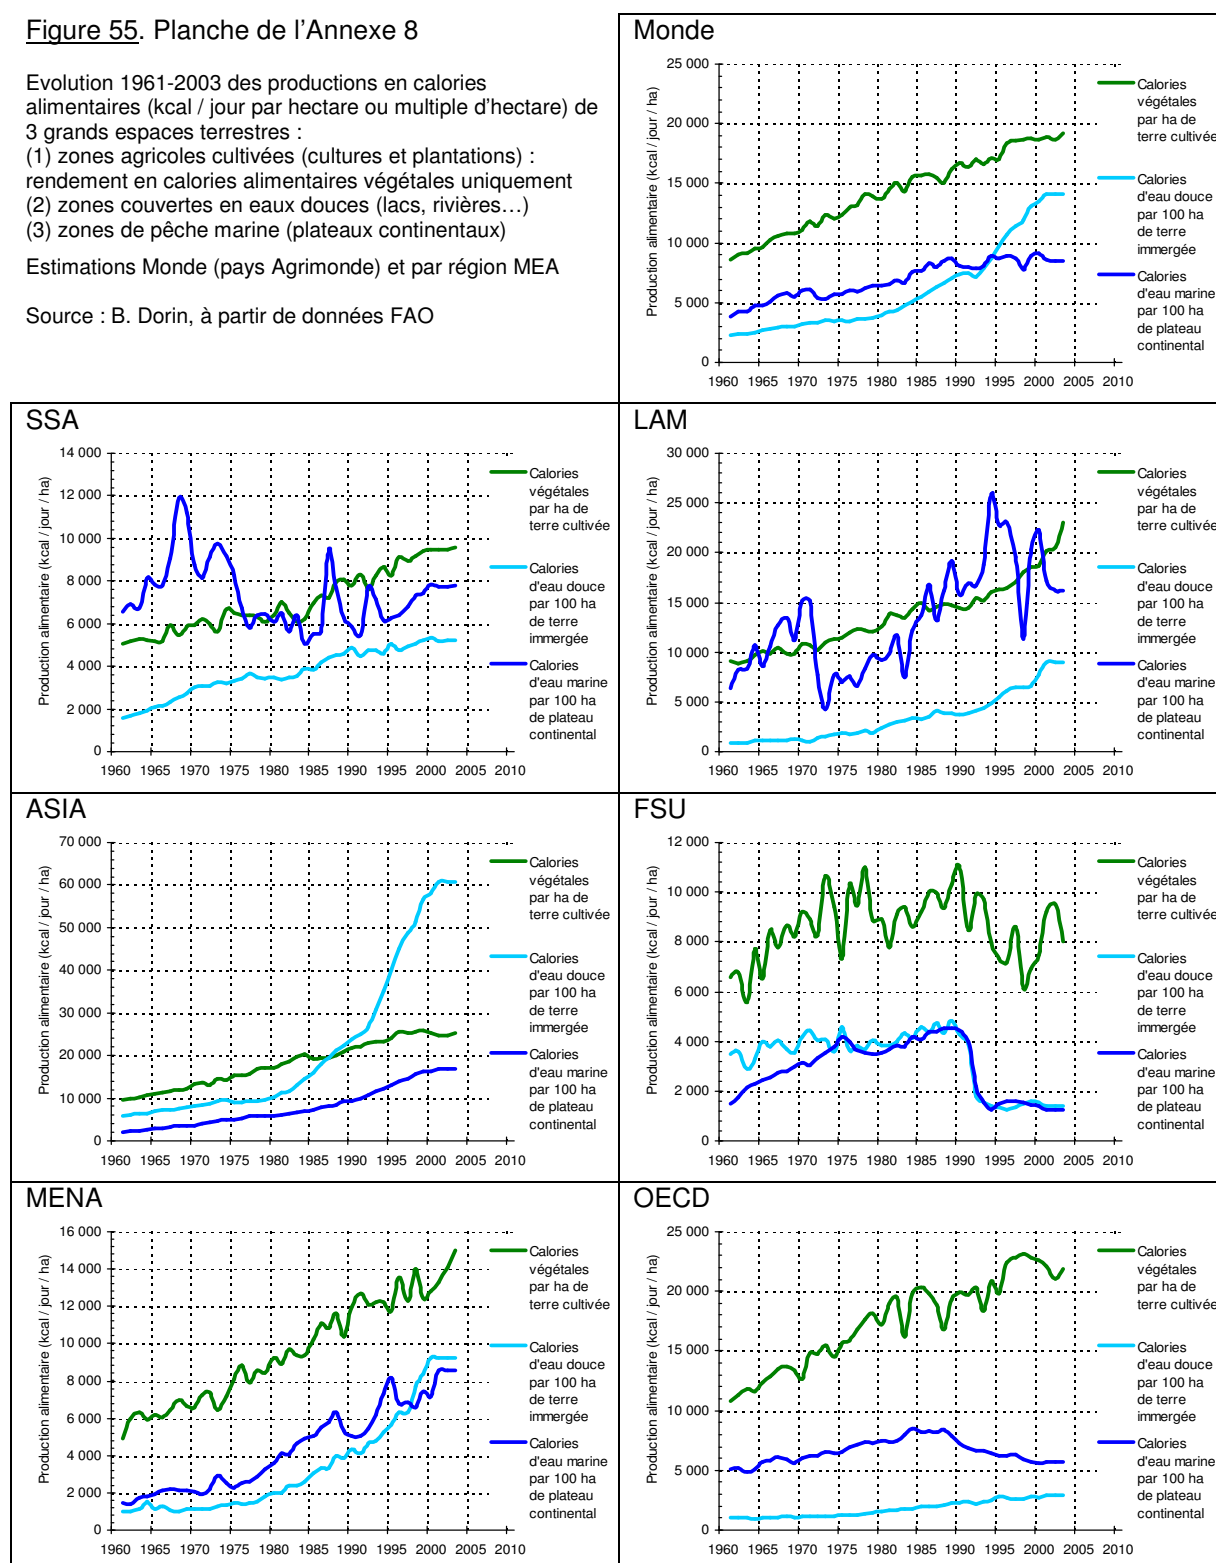 Figure 55. Planche de l'Annexe 8
Evolution 1961-2003 des productions en calories
alimentaires (kcal / jour par hectare ou multiple d'hectare) de
3 grands espaces terrestres :
(1) zones agricoles cultivées (cultures et plantations) :
rendement en calories alimentaires végétales uniquement
(2) zones couvertes en eaux douces (lacs, rivières…)
(3) zones de pêche marine (plateaux continentaux)
Estimations Monde (pays Agrimonde) et par région MEA
Source : B. Dorin, à partir de données FAO
Monde
Production alimentaire (kcal / jour / ha)
25 000
20 000
15 000
10 000
5 000
0
1960 1965 1970 1975 1980 1985 1990 1995 2000 2005 2010
Calories
végétales
par ha de
terre cultivée
Calories
d'eau douce
par 100 ha
de terre
immergée
Calories
d'eau marine
par 100 ha
de plateau
continental
SSA
Production alimentaire (kcal / jour / ha)
14 000
12 000
10 000
8 000
6 000
4 000
2 000
0
1960 1965 1970 1975 1980 1985 1990 1995 2000 2005 2010
Calories
végétales
par ha de
terre cultivée
Calories
d'eau douce
par 100 ha
de terre
immergée
Calories
d'eau marine
par 100 ha
de plateau
continental
LAM
Production alimentaire (kcal / jour / ha)
30 000
25 000
20 000
15 000
10 000
5 000
0
1960 1965 1970 1975 1980 1985 1990 1995 2000 2005 2010
Calories
végétales
par ha de
terre cultivée
Calories
d'eau douce
par 100 ha
de terre
immergée
Calories
d'eau marine
par 100 ha
de plateau
continental
ASIA
Production alimentaire (kcal / jour / ha)
70 000
60 000
50 000
40 000
30 000
20 000
10 000
0
1960 1965 1970 1975 1980 1985 1990 1995 2000 2005 2010
Calories
végétales
par ha de
terre cultivée
Calories
d'eau douce
par 100 ha
de terre
immergée
Calories
d'eau marine
par 100 ha
de plateau
continental
FSU
Production alimentaire (kcal / jour / ha)
12 000
10 000
8 000
6 000
4 000
2 000
0
1960 1965 1970 1975 1980 1985 1990 1995 2000 2005 2010
Calories
végétales
par ha de
terre cultivée
Calories
d'eau douce
par 100 ha
de terre
immergée
Calories
d'eau marine
par 100 ha
de plateau
continental
MENA
Production alimentaire (kcal / jour / ha)
16 000
14 000
12 000
10 000
8 000
6 000
4 000
2 000
0
1960 1965 1970 1975 1980 1985 1990 1995 2000 2005 2010
Calories
végétales
par ha de
terre cultivée
Calories
d'eau douce
par 100 ha
de terre
immergée
Calories
d'eau marine
par 100 ha
de plateau
continental
OECD
Production alimentaire (kcal / jour / ha)
25 000
20 000
15 000
10 000
5 000
0
1960 1965 1970 1975 1980 1985 1990 1995 2000 2005 2010
Calories
végétales
par ha de
terre cultivée
Calories
d'eau douce
par 100 ha
de terre
immergée
Calories
d'eau marine
par 100 ha
de plateau
continental